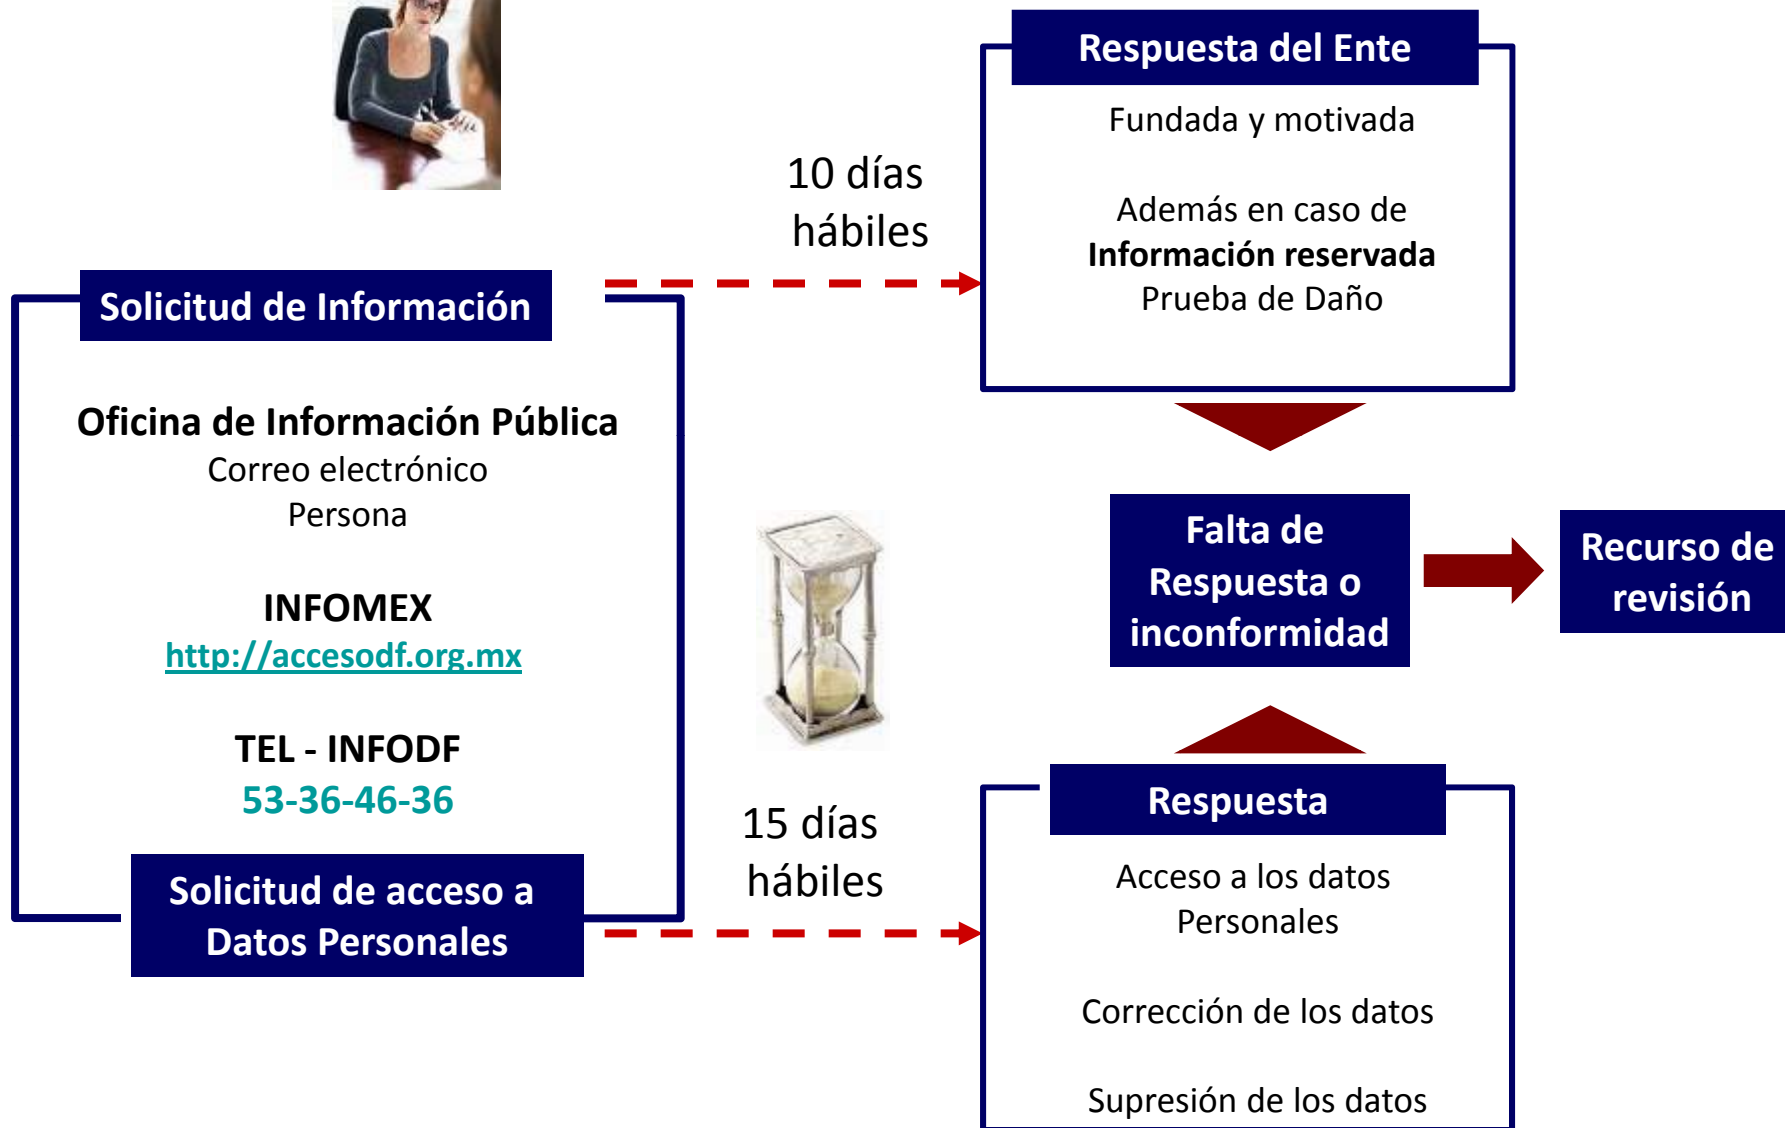 Solicitud de Información
Oficina de Información Pública
Correo electrónico
Persona
INFOMEX
http://accesodf.org.mx
TEL - INFODF
53-36-46-36
Solicitud de acceso a
Datos Personales
10 días
hábiles
15 días
hábiles
Respuesta del Ente
Fundada y motivada
Además en caso de
Información reservada
Prueba de Daño
Falta de
Respuesta o
inconformidad
Recurso de
revisión
Respuesta
Acceso a los datos
Personales
Corrección de los datos
Supresión de los datos